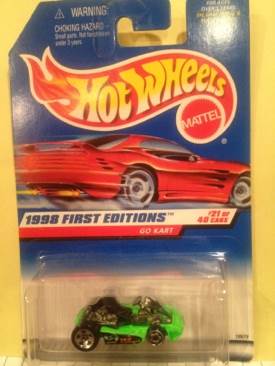 WARNING:
CHOKING HAZARD
Small parts. Not for children
under 3 years.
Hot Wheels
MATTEL
1998 FIRST EDITIONS™
#21 OF
40 CARS
GO KART